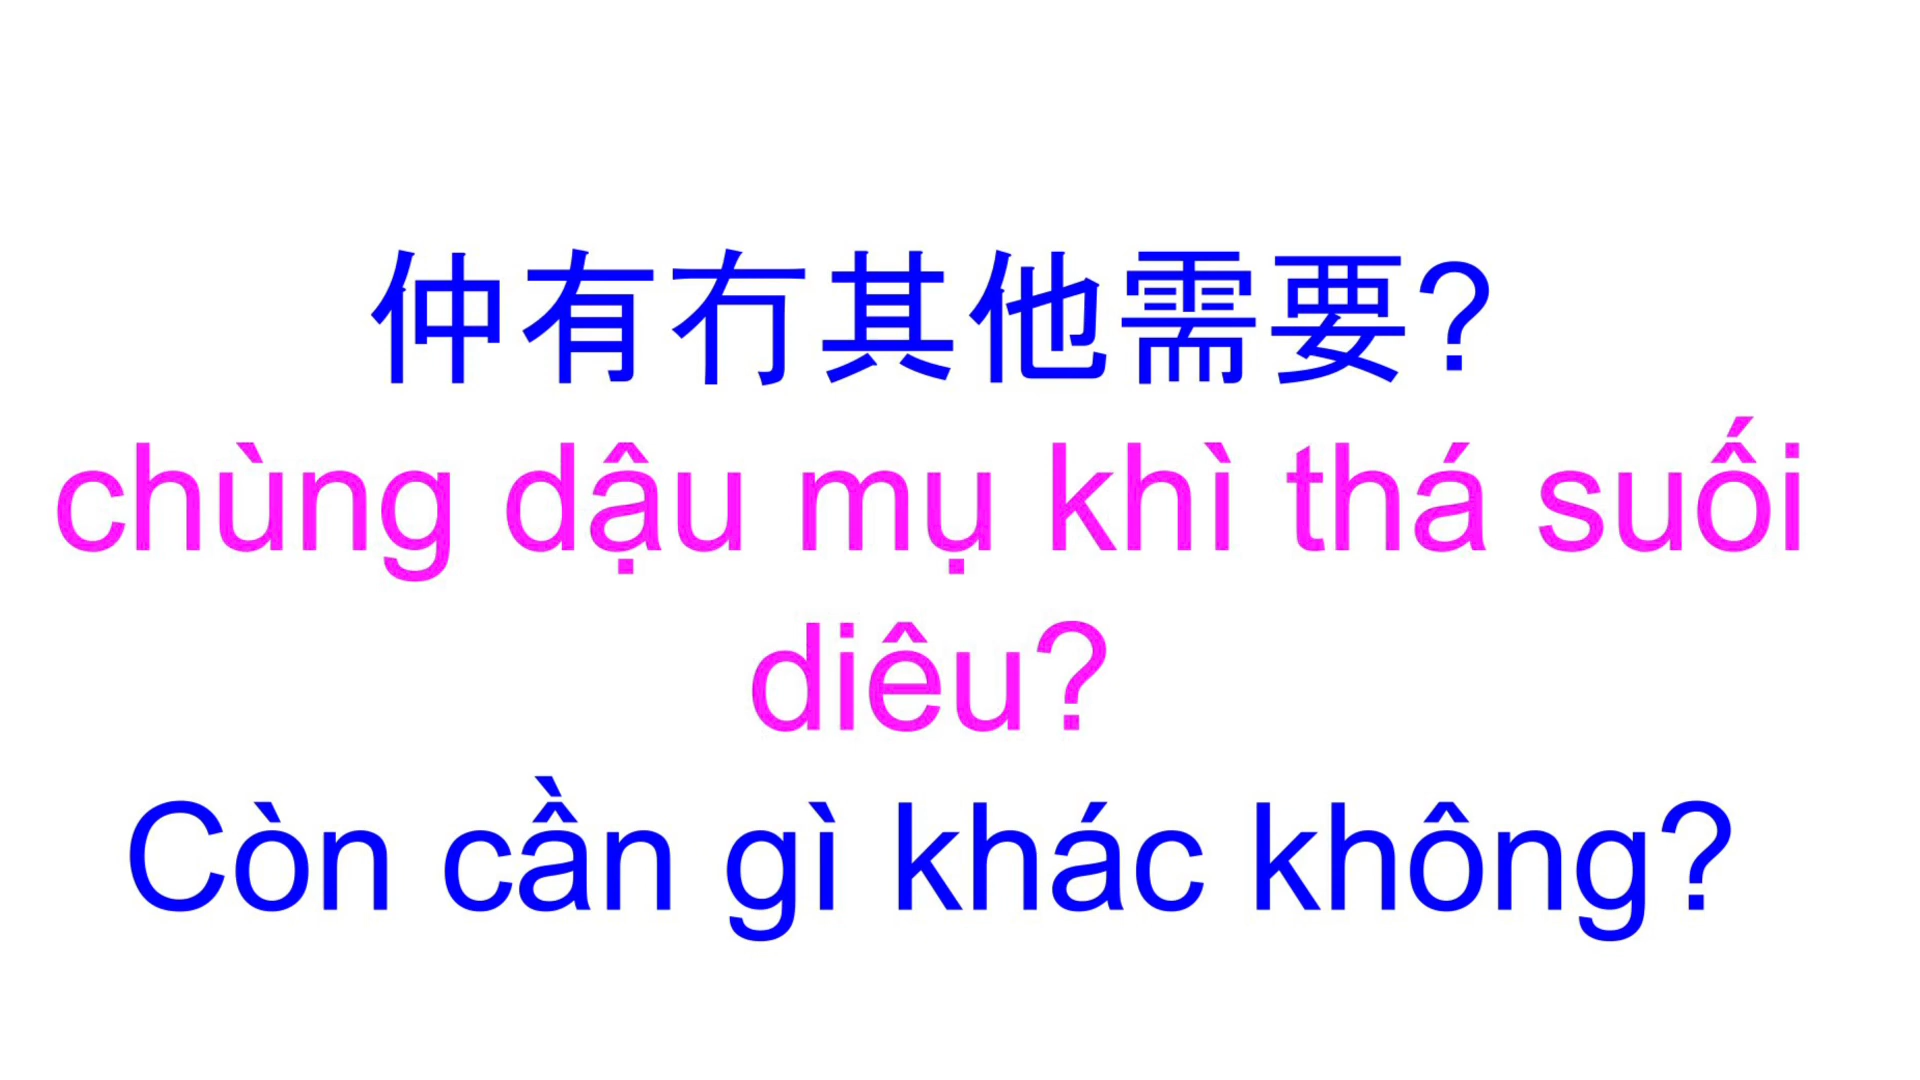 仲有冇其他需要?
chùng dậu mụ khì thá suối
diêu?
Còn cần gì khác không?